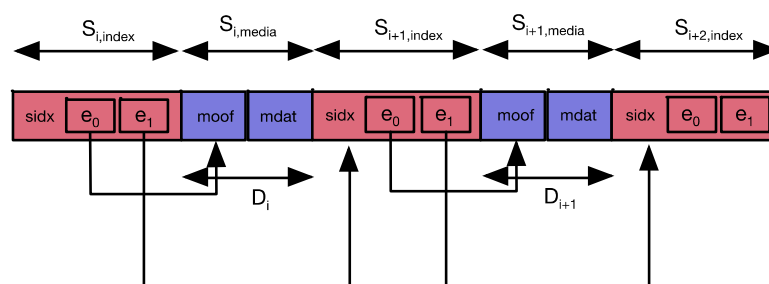 Si,index Si,media Si+1,index Si+1,media Si+2,index
sidx e0 e1 moof mdat sidx e0 e1 moof mdat sidx e0 e1
Di Di+1